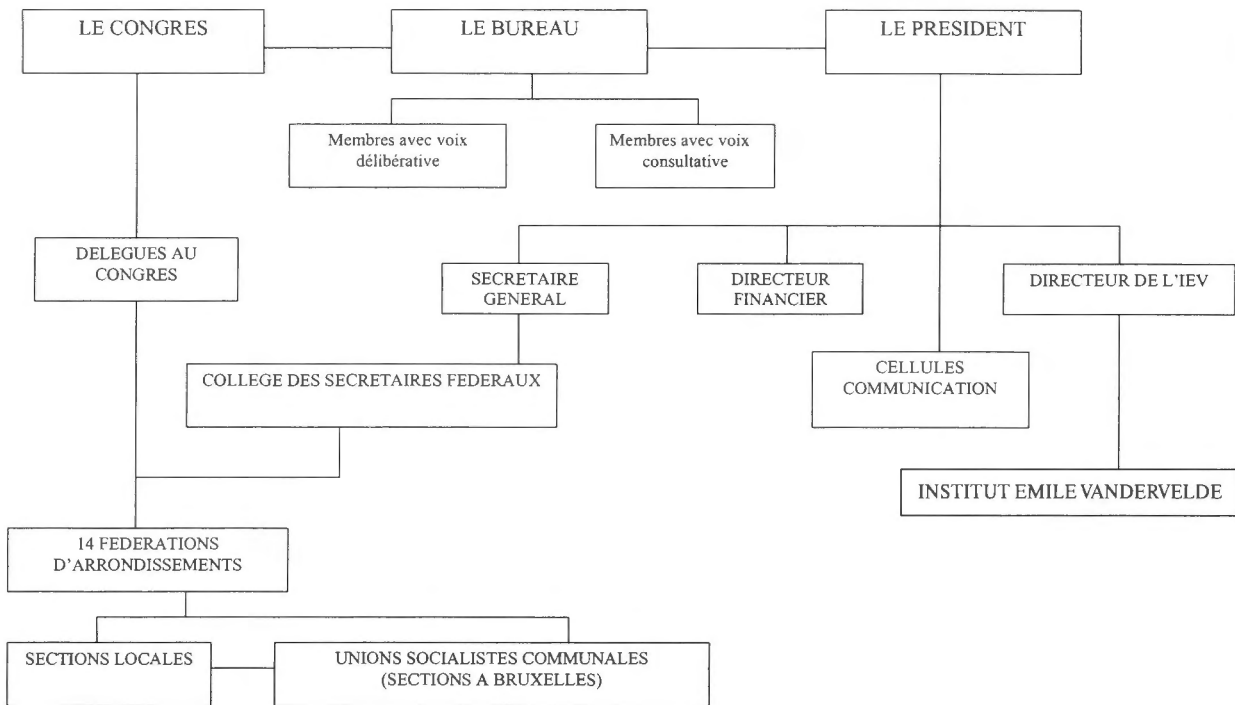 LE CONGRES
LE BUREAU
LE PRESIDENT
Membres avec voix
délibérative
Membres avec voix
consultative
DELEGUES AU
CONGRES
SECRETAIRE
GENERAL
DIRECTEUR
FINANCIER
DIRECTEUR DE L'IEV
COLLEGE DES SECRETAIRES FEDERAUX
CELLULES
COMMUNICATION
INSTITUT EMILE VANDERVELDE
14 FEDERATIONS
D'ARRONDISSEMENTS
SECTIONS LOCALES
UNIONS SOCIALISTES COMMUNALES
(SECTIONS A BRUXELLES)